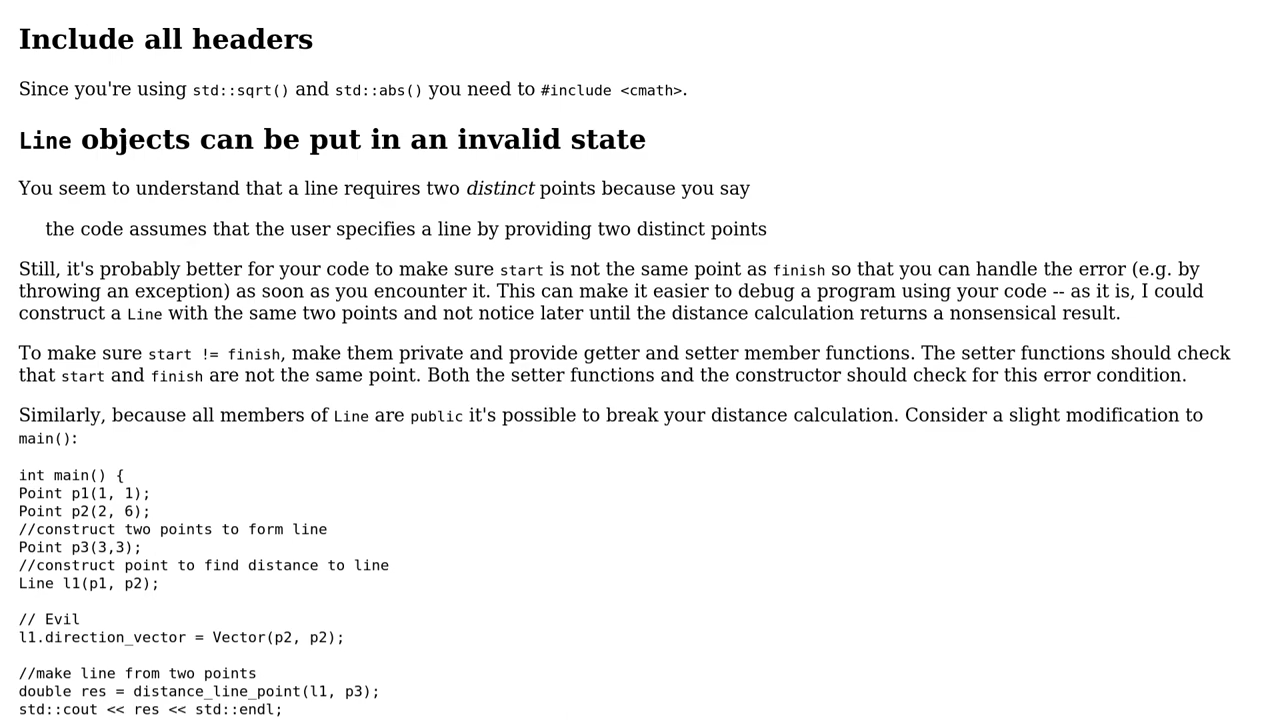 Include all headers
Since you're using std::sqrt() and std::abs() you need to #include <cmath>.
Line objects can be put in an invalid state
You seem to understand that a line requires two distinct points because you say
the code assumes that the user specifies a line by providing two distinct points
Still, it's probably better for your code to make sure start is not the same point as finish so that you can handle the error (e.g. by
throwing an exception) as soon as you encounter it. This can make it easier to debug a program using your code -- as it is, I could
construct a Line with the same two points and not notice later until the distance calculation returns a nonsensical result.
To make sure start != finish, make them private and provide getter and setter member functions. The setter functions should check
that start and finish are not the same point. Both the setter functions and the constructor should check for this error condition.
Similarly, because all members of Line are public it's possible to break your distance calculation. Consider a slight modification to
main():
int main() {
Point p1(1, 1);
Point p2(2, 6);
//construct two points to form line
Point p3(3,3);
//construct point to find distance to line
Line l1(p1, p2);
// Evil
l1.direction_vector = Vector(p2, p2);
//make line from two points
double res = distance_line_point(l1, p3);
std::cout << res << std::endl;